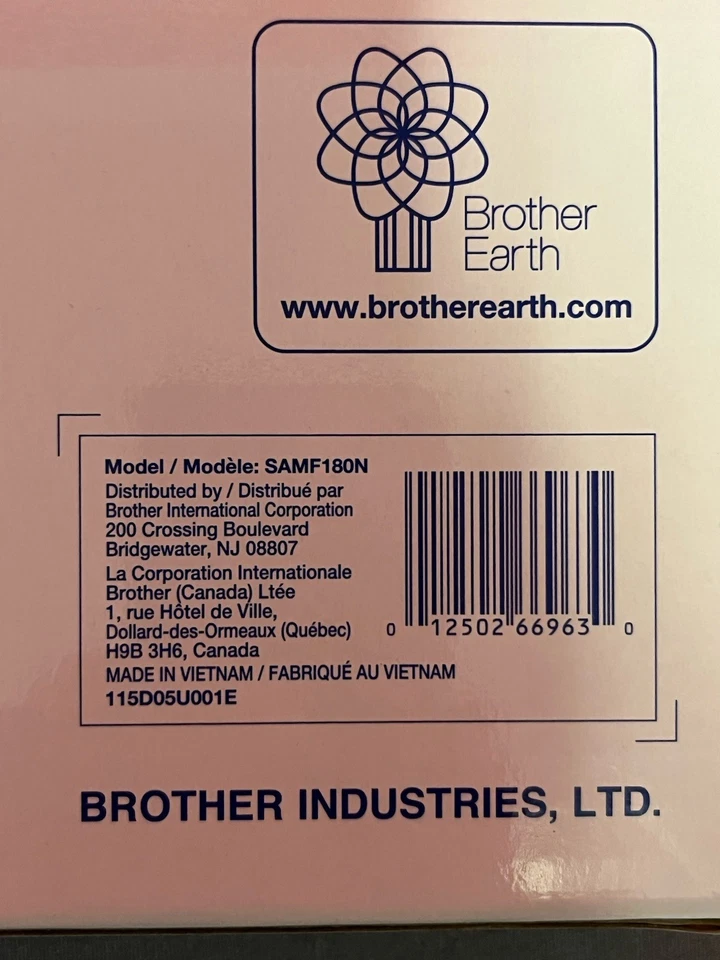 Brother
Earth
www.brotherearth.com
Model / Modèle: SAMF180N
Distributed by / Distribué par
Brother International Corporation
200 Crossing Boulevard
Bridgewater, NJ 08807
La Corporation Internationale
Brother (Canada) Ltée
1, rue Hôtel de Ville,
Dollard-des-Ormeaux (Québec)
H9B 3H6, Canada
MADE IN VIETNAM / FABRIQUÉ AU VIETNAM
115D05U001E
0 12502 66963 0
BROTHER INDUSTRIES, LTD.